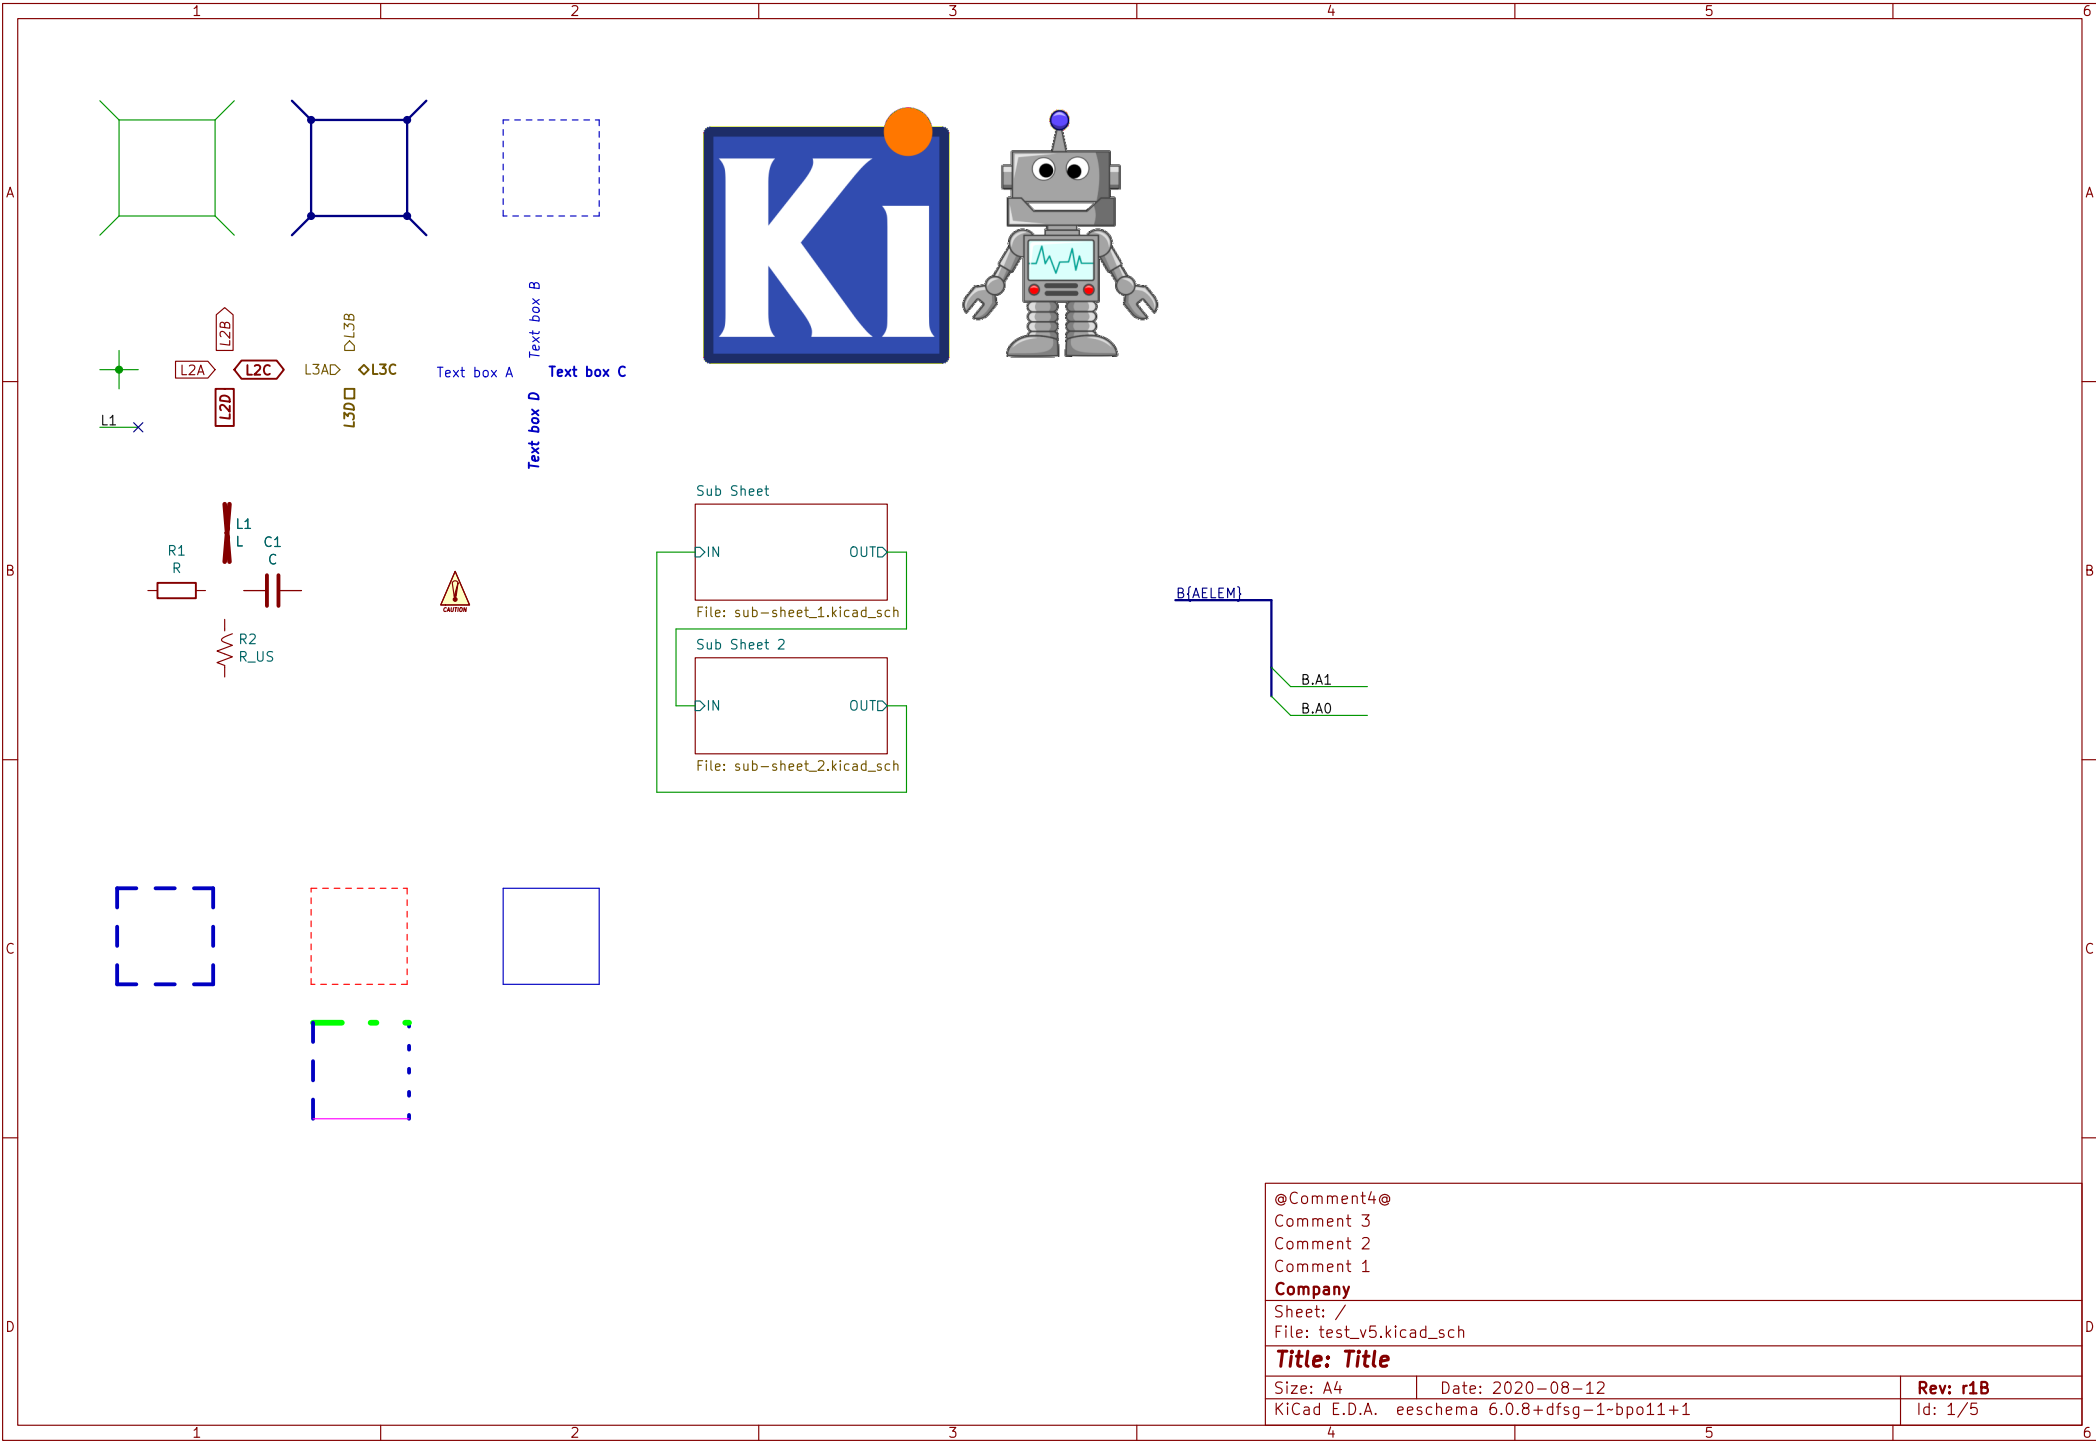 1 2 3 4 5 6
A A
Ki
Text box B
L2B
L3B
L2A L2C L3A L3C Text box A Text box C
L2D
L3D
Text box D
L1
Sub Sheet
L1
L
C1
C
R1
R
IN OUT
B B
CAUTION
B{AELEM}
File: sub-sheet_1.kicad_sch
R2
R_US
Sub Sheet 2
B.A1
IN OUT
B.A0
File: sub-sheet_2.kicad_sch
C C
@Comment4@
Comment 3
Comment 2
Comment 1
Company
Sheet: /
File: test_v5.kicad_sch
D D
Title: Title
Size: A4 Date: 2020-08-12 Rev: r1B
KiCad E.D.A. eeschema 6.0.8+dfsg-1~bpo11+1 Id: 1/5
1 2 3 4 5 6